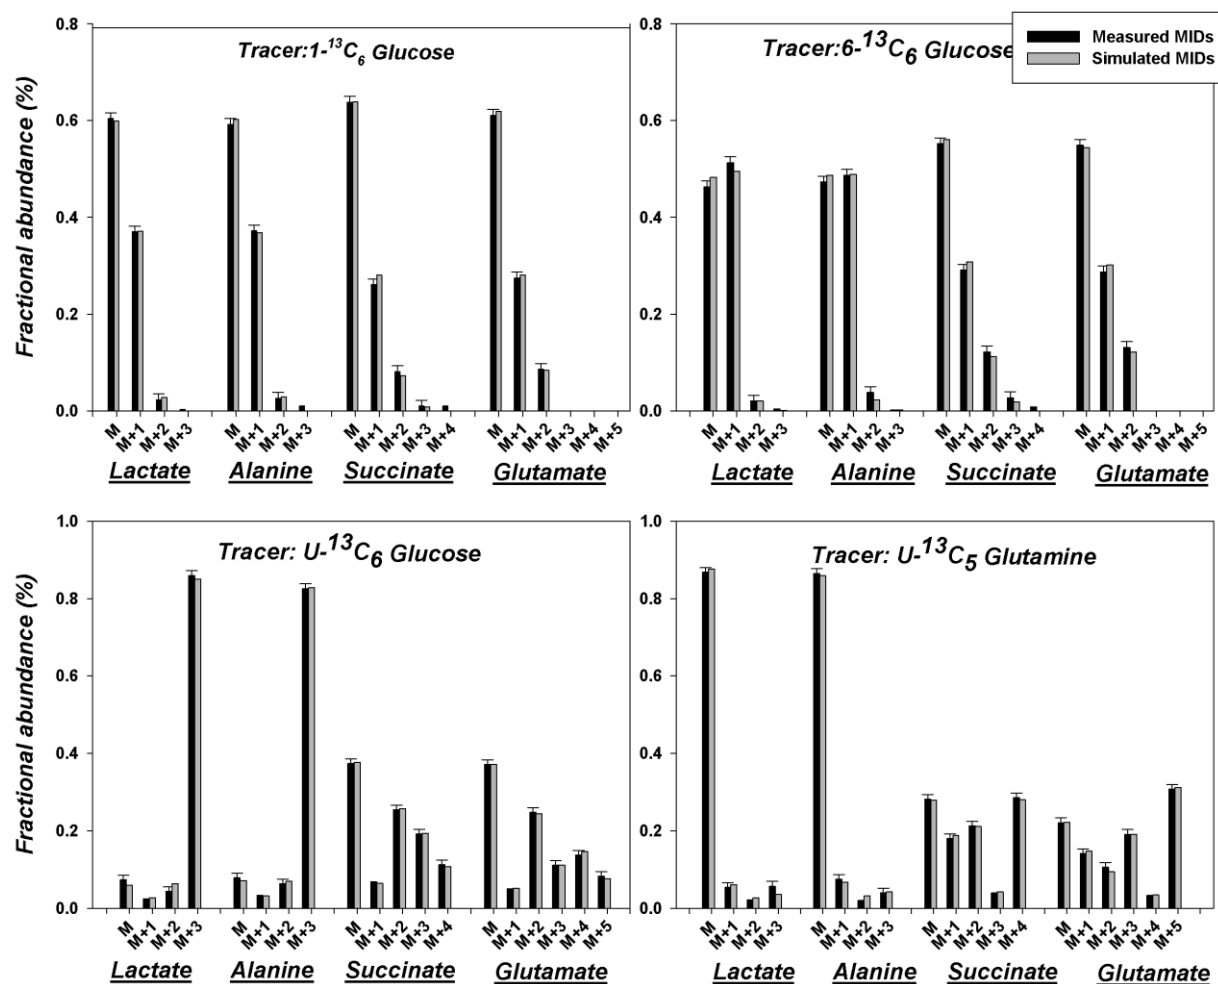 Tracer:1-¹³C₆ Glucose
Tracer:6-¹³C₆ Glucose
Measured MIDs
Simulated MIDs
Fractional abundance (%)
0.8
0.6
0.4
0.2
0.0
M M+1 M+2 M+3 M M+1 M+2 M+3 M M+1 M+2 M+3 M+4 M M+1 M+2 M+3 M+4 M+5
Lactate Alanine Succinate Glutamate
0.8
0.6
0.4
0.2
0.0
M M+1 M+2 M+3 M M+1 M+2 M+3 M M+1 M+2 M+3 M+4 M M+1 M+2 M+3 M+4 M+5
Lactate Alanine Succinate Glutamate
Tracer: U-¹³C₆ Glucose
Fractional abundance (%)
1.0
0.8
0.6
0.4
0.2
0.0
M M+1 M+2 M+3 M M+1 M+2 M+3 M M+1 M+2 M+3 M+4 M M+1 M+2 M+3 M+4 M+5
Lactate Alanine Succinate Glutamate
Tracer: U-¹³C₅ Glutamine
1.0
0.8
0.6
0.4
0.2
0.0
M M+1 M+2 M+3 M M+1 M+2 M+3 M M+1 M+2 M+3 M+4 M M+1 M+2 M+3 M+4 M+5
Lactate Alanine Succinate Glutamate